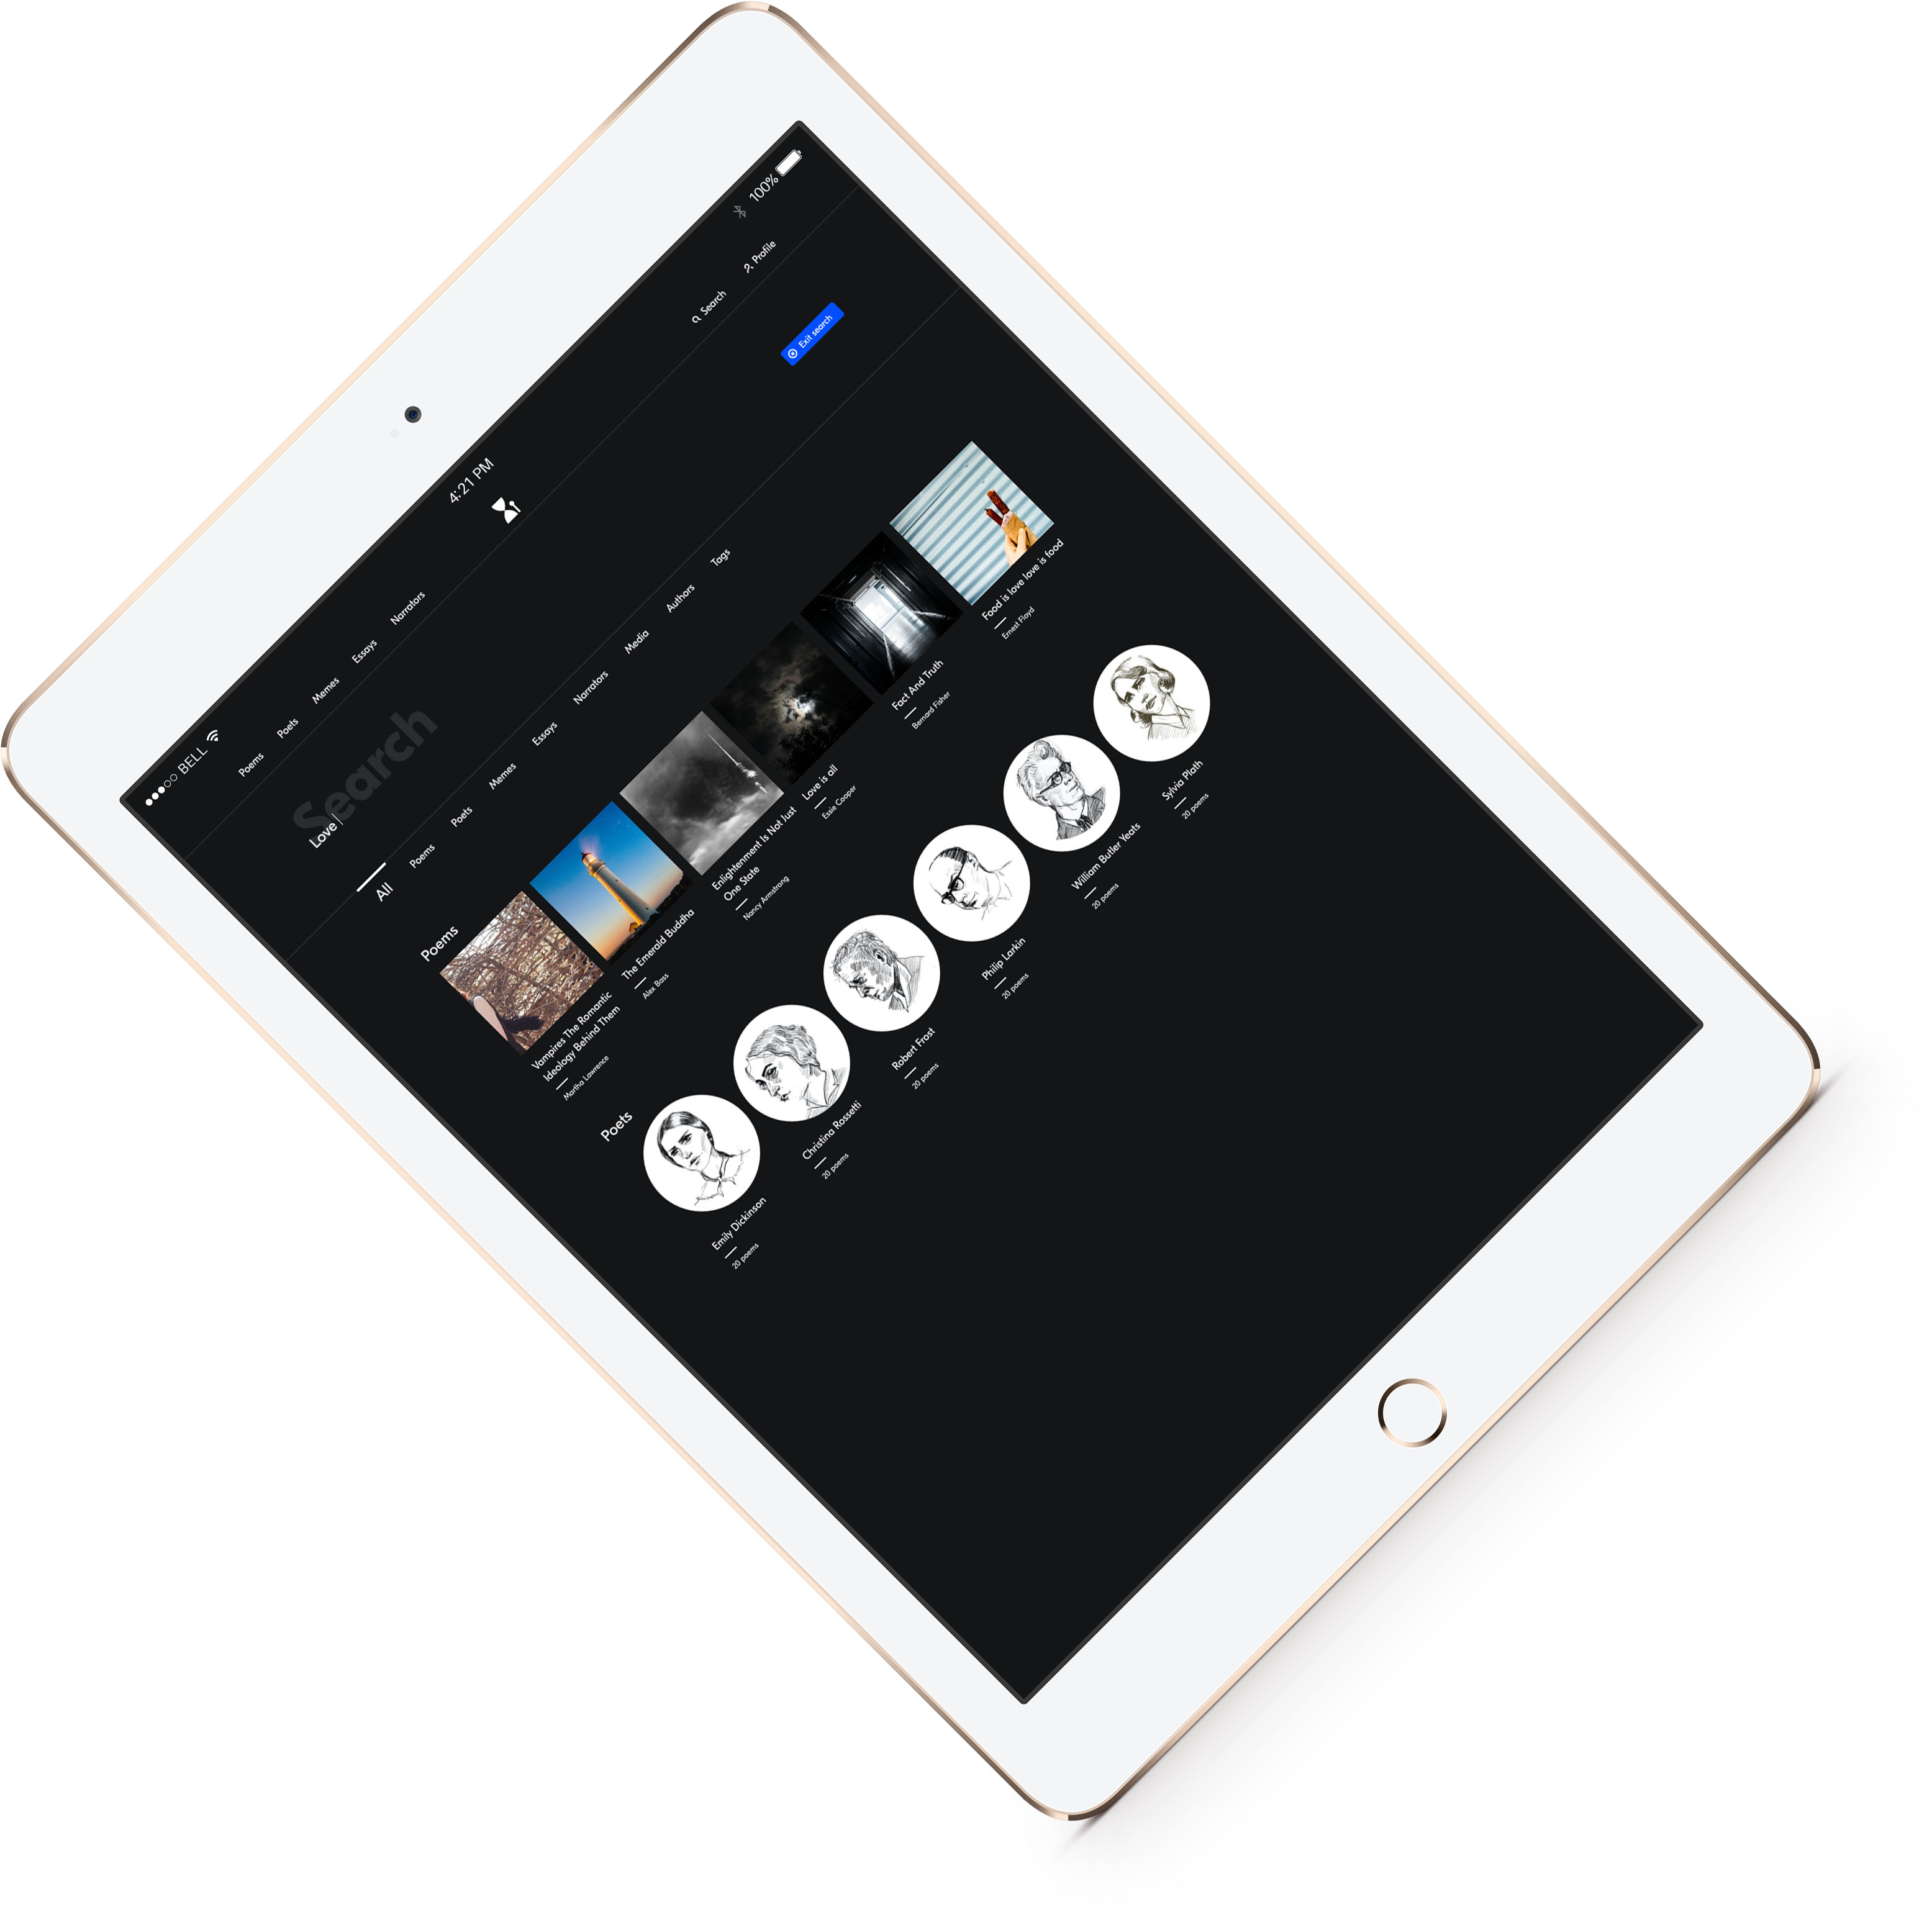 BELL
4:21 PM
100%
Poems
Poets
Memes
Essays
Narrators
Search
Profile
Search
Love
Exit search
All
Poems
Poets
Memes
Essays
Narrators
Media
Authors
Tags
Poems
Vampires The Romantic
Ideology Behind Them
Martha Lawrence
The Emerald Buddha
Alex Bass
Enlightenment Is Not Just
One State
Nancy Armstrong
Love is all
Essie Cooper
Fact And Truth
Bernard Fisher
Food is love love is food
Ernest Floyd
Poets
Emily Dickinson
20 poems
Christina Rossetti
20 poems
Robert Frost
20 poems
Philip Larkin
20 poems
William Butler Yeats
20 poems
Sylvia Plath
20 poems